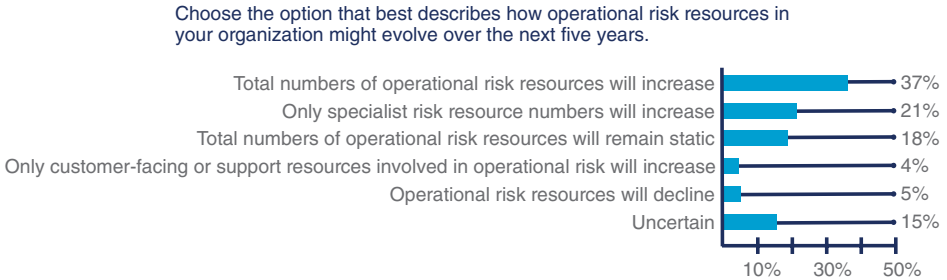 Choose the option that best describes how operational risk resources in
your organization might evolve over the next five years.
Total numbers of operational risk resources will increase 37%
Only specialist risk resource numbers will increase 21%
Total numbers of operational risk resources will remain static 18%
Only customer-facing or support resources involved in operational risk will increase 4%
Operational risk resources will decline 5%
Uncertain 15%
10% 30% 50%